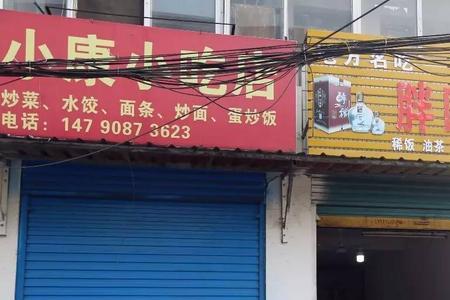 小康小吃店
炒菜、水饺、面条、炒面、蛋炒饭
电话：147 9087 3623
地方名吃
胖
稀饭 油茶